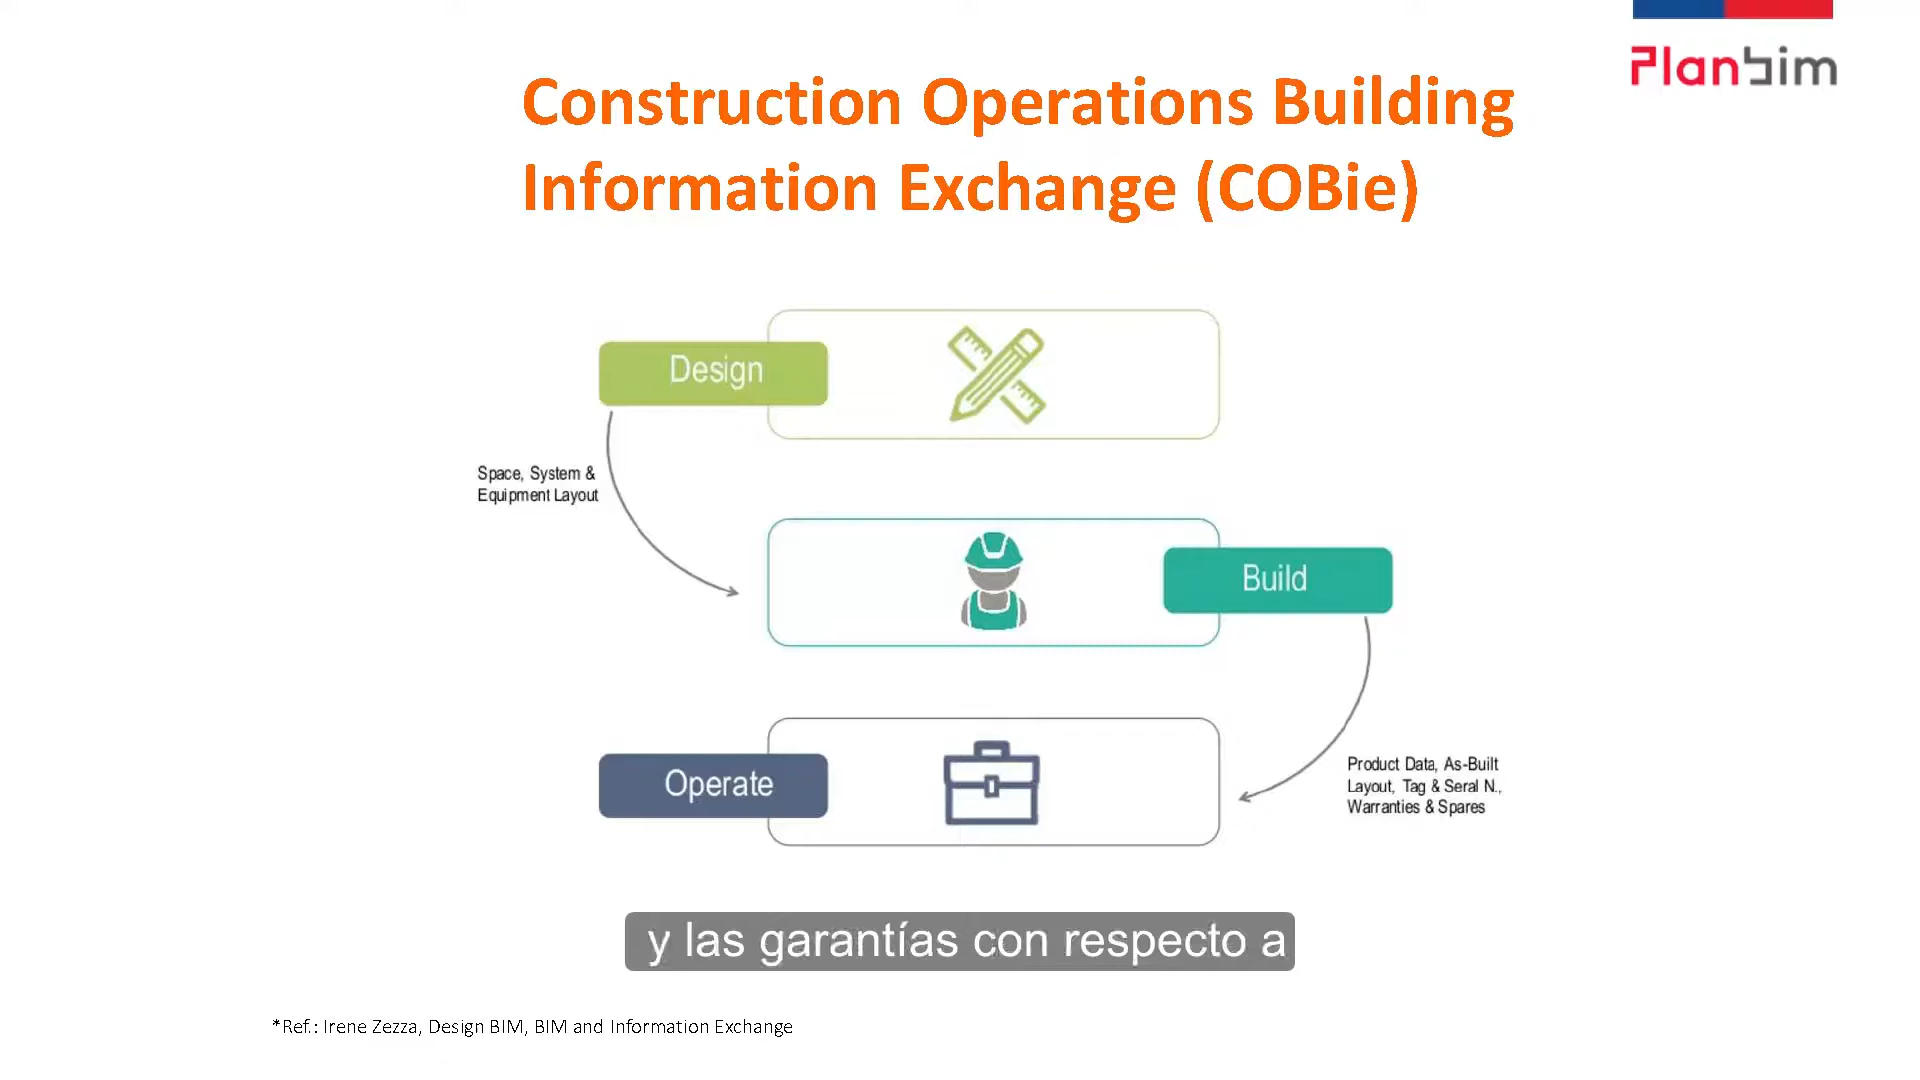 Planbim
Construction Operations Building
Information Exchange (COBie)
Design
Space, System &
Equipment Layout
Build
Operate
Product Data, As-Built
Layout, Tag & Seral N.,
Warranties & Spares
y las garantías con respecto a
*Ref.: Irene Zezza, Design BIM, BIM and Information Exchange